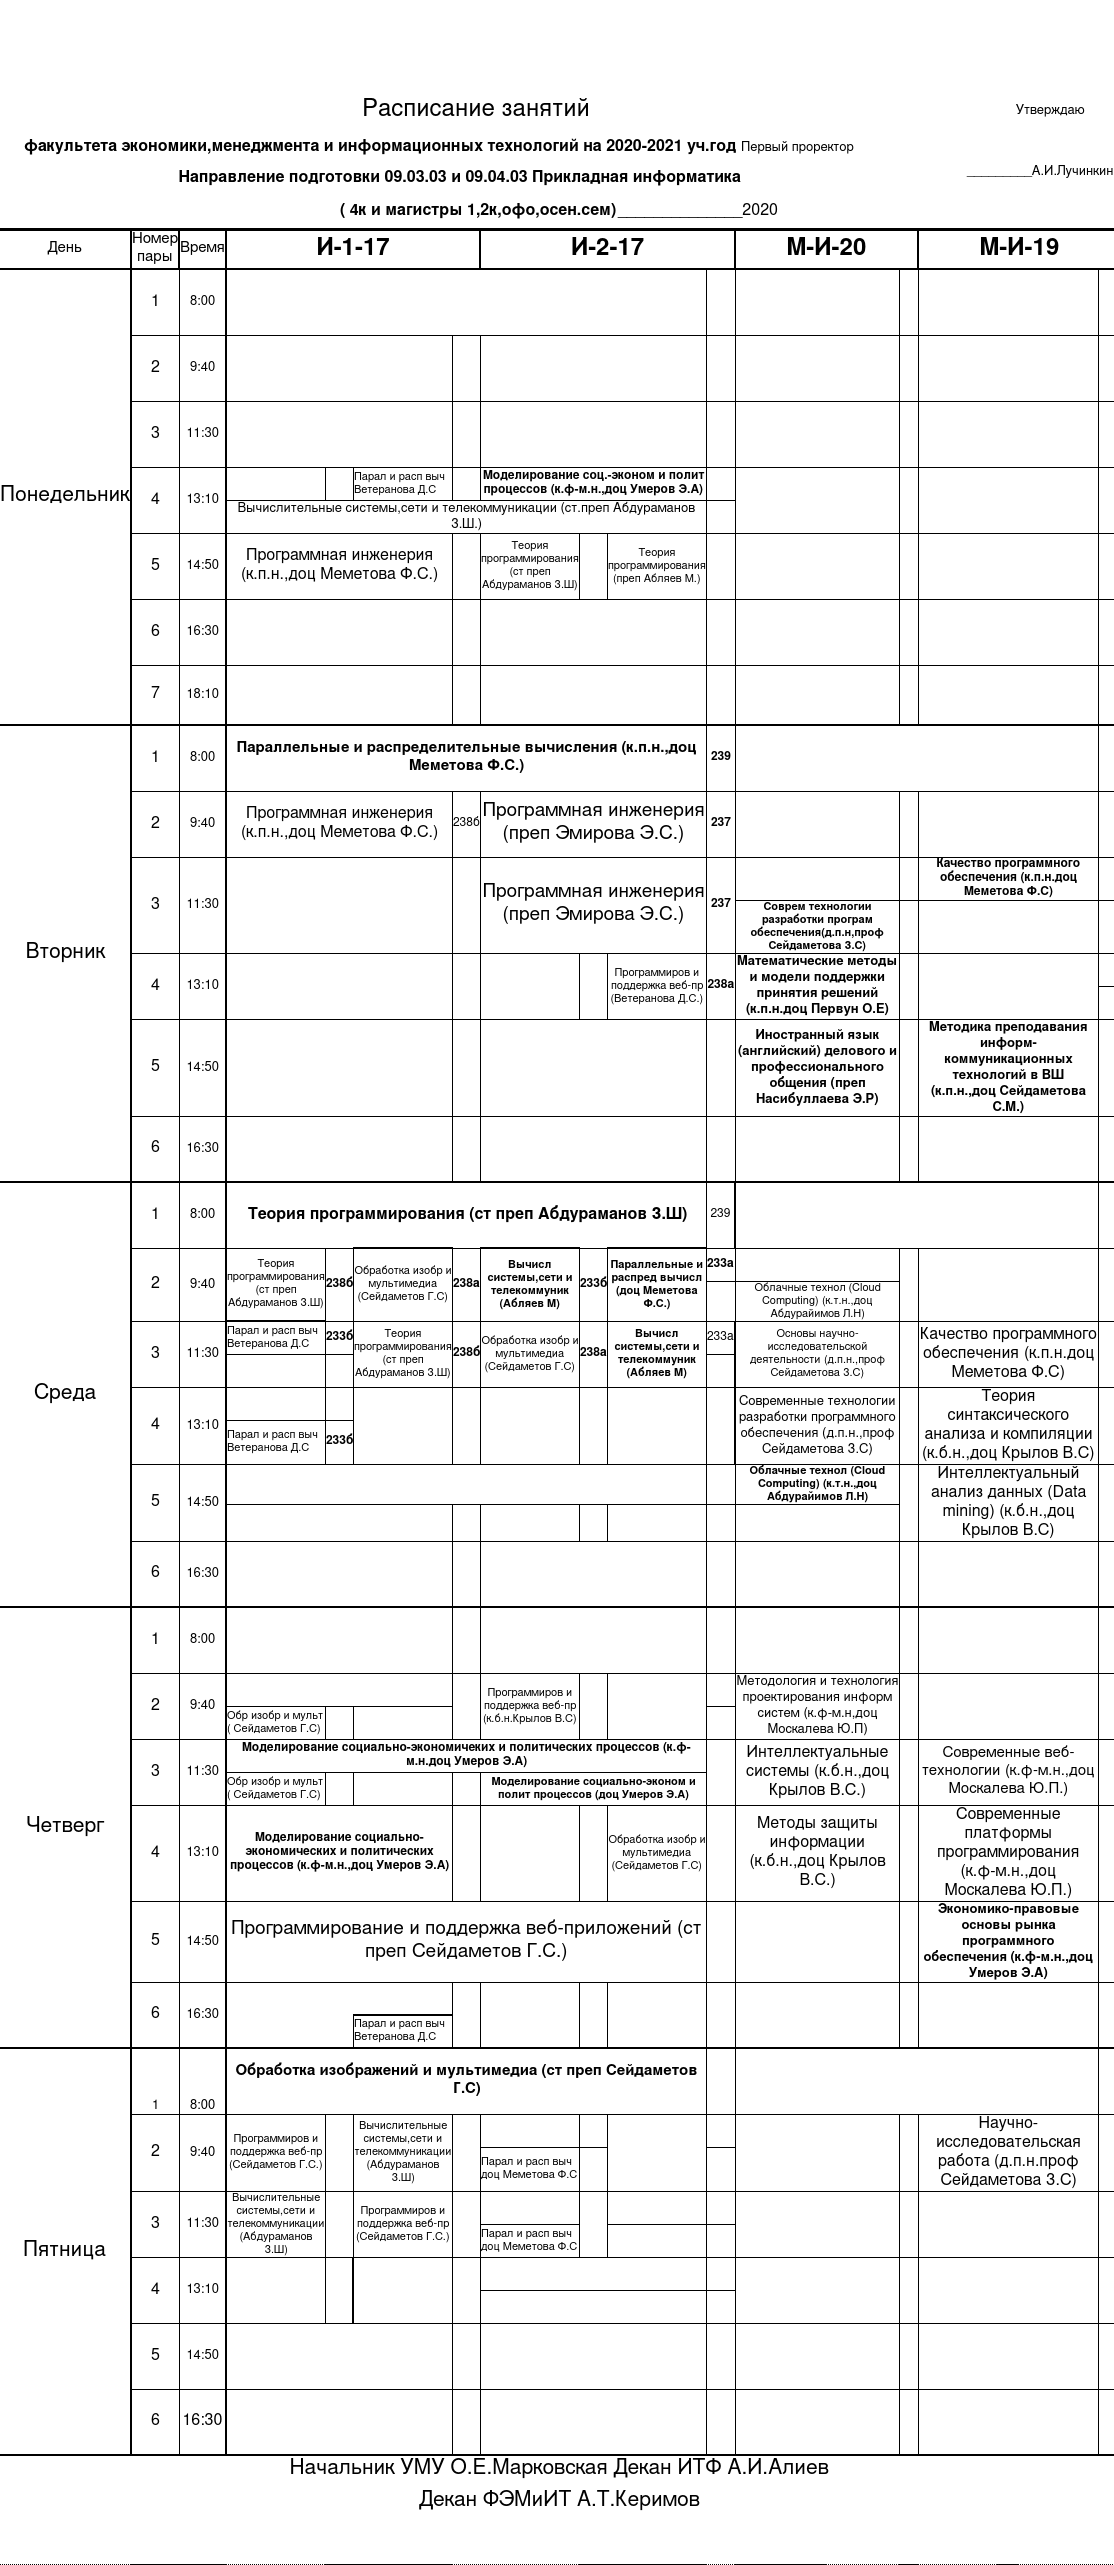 Расписание занятий
Утверждаю
факультета экономики,менеджмента и информационных технологий на 2020-2021 уч.год Первый проректор
Направление подготовки 09.03.03 и 09.04.03 Прикладная информатика
_________А.И.Лучинкин
( 4к и магистры 1,2к,офо,осен.сем)______________2020
День
Номер
пары
Время
И-1-17
И-2-17
М-И-20
М-И-19
Понедельник
1
8:00
2
9:40
3
11:30
4
13:10
Парал и расп выч
Ветеранова Д.С
Моделирование соц.-эконом и полит
процессов (к.ф-м.н.,доц Умеров Э.А)
Вычислительные системы,сети и телекоммуникации (ст.преп Абдураманов
З.Ш.)
5
14:50
Программная инженерия
(к.п.н.,доц Меметова Ф.С.)
Теория
программирования
(ст преп
Абдураманов З.Ш)
Теория
программирования
(преп Абляев М.)
6
16:30
7
18:10
Вторник
1
8:00
Параллельные и распределительные вычисления (к.п.н.,доц
Меметова Ф.С.)
239
2
9:40
Программная инженерия
(к.п.н.,доц Меметова Ф.С.)
238б
Программная инженерия
(преп Эмирова Э.С.)
237
3
11:30
Программная инженерия
(преп Эмирова Э.С.)
237
Соврем технологии
разработки програм
обеспечения(д.п.н,проф
Сейдаметова З.С)
Качество программного
обеспечения (к.п.н.доц
Меметова Ф.С)
4
13:10
Программиров и
поддержка веб-пр
(Ветеранова Д.С.)
238а
Математические методы
и модели поддержки
принятия решений
(к.п.н.доц Первун О.Е)
5
14:50
Иностранный язык
(английский) делового и
профессионального
общения (преп
Насибуллаева Э.Р)
Методика преподавания
информ-
коммуникационных
технологий в ВШ
(к.п.н.,доц Сейдаметова
С.М.)
6
16:30
Среда
1
8:00
Теория программирования (ст преп Абдураманов З.Ш)
239
2
9:40
Теория
программирования
(ст преп
Абдураманов З.Ш)
238б
Обработка изобр и
мультимедиа
(Сейдаметов Г.С)
238а
Вычисл
системы,сети и
телекоммуник
(Абляев М)
233б
Параллельные и
распред вычисл
(доц Меметова
Ф.С.)
233а
Облачные технол (Cloud
Computing) (к.т.н.,доц
Абдурайимов Л.Н)
3
11:30
Парал и расп выч
Ветеранова Д.С
233б
Теория
программирования
(ст преп
Абдураманов З.Ш)
238б
Обработка изобр и
мультимедиа
(Сейдаметов Г.С)
238а
Вычисл
системы,сети и
телекоммуник
(Абляев М)
233а
Основы научно-
исследовательской
деятельности (д.п.н.,проф
Сейдаметова З.С)
Качество программного
обеспечения (к.п.н.доц
Меметова Ф.С)
4
13:10
Парал и расп выч
Ветеранова Д.С
233б
Современные технологии
разработки программного
обеспечения (д.п.н.,проф
Сейдаметова З.С)
Теория
синтаксического
анализа и компиляции
(к.б.н.,доц Крылов В.С)
5
14:50
Облачные технол (Cloud
Computing) (к.т.н.,доц
Абдурайимов Л.Н)
Интеллектуальный
анализ данных (Data
mining) (к.б.н.,доц
Крылов В.С)
6
16:30
Четверг
1
8:00
2
9:40
Обр изобр и мульт
( Сейдаметов Г.С)
Программиров и
поддержка веб-пр
(к.б.н.Крылов В.С)
Методология и технология
проектирования информ
систем (к.ф-м.н,доц
Москалева Ю.П)
3
11:30
Моделирование социально-экономичеких и политических процессов (к.ф-
м.н.доц Умеров Э.А)
Обр изобр и мульт
( Сейдаметов Г.С)
Моделирование социально-эконом и
полит процессов (доц Умеров Э.А)
Интеллектуальные
системы (к.б.н.,доц
Крылов В.С.)
Современные веб-
технологии (к.ф-м.н.,доц
Москалева Ю.П.)
4
13:10
Моделирование социально-
экономических и политических
процессов (к.ф-м.н.,доц Умеров Э.А)
Обработка изобр и
мультимедиа
(Сейдаметов Г.С)
Методы защиты
информации
(к.б.н.,доц Крылов
В.С.)
Современные
платформы
программирования
(к.ф-м.н.,доц
Москалева Ю.П.)
5
14:50
Программирование и поддержка веб-приложений (ст
преп Сейдаметов Г.С.)
Экономико-правовые
основы рынка
программного
обеспечения (к.ф-м.н.,доц
Умеров Э.А)
6
16:30
Парал и расп выч
Ветеранова Д.С
Пятница
1
8:00
Обработка изображений и мультимедиа (ст преп Сейдаметов
Г.С)
2
9:40
Программиров и
поддержка веб-пр
(Сейдаметов Г.С.)
Вычислительные
системы,сети и
телекоммуникации
(Абдураманов
З.Ш)
Парал и расп выч
доц Меметова Ф.С
Научно-
исследовательская
работа (д.п.н.проф
Сейдаметова З.С)
3
11:30
Вычислительные
системы,сети и
телекоммуникации
(Абдураманов
З.Ш)
Программиров и
поддержка веб-пр
(Сейдаметов Г.С.)
Парал и расп выч
доц Меметова Ф.С
4
13:10
5
14:50
6
16:30
Начальник УМУ О.Е.Марковская Декан ИТФ А.И.Алиев
Декан ФЭМиИТ А.Т.Керимов